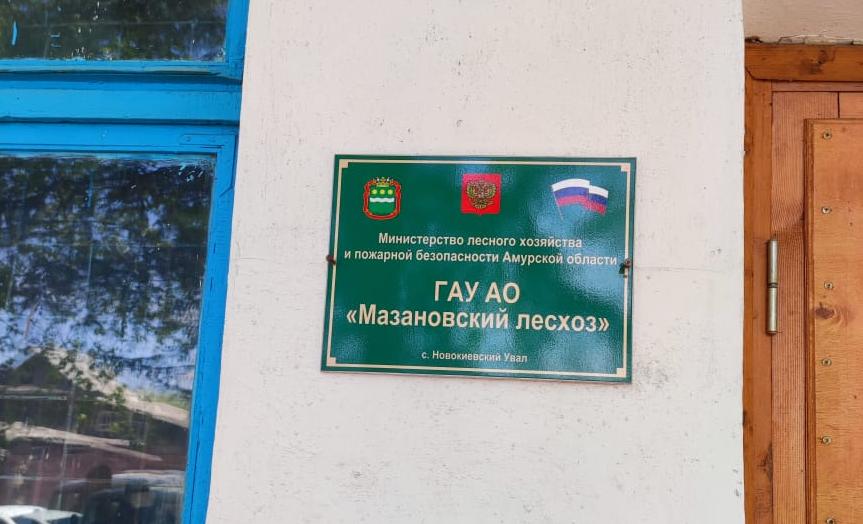 Министерство лесного хозяйства
и пожарной безопасности Амурской области
ГАУ АО
«Мазановский лесхоз»
с. Новокиевский Увал